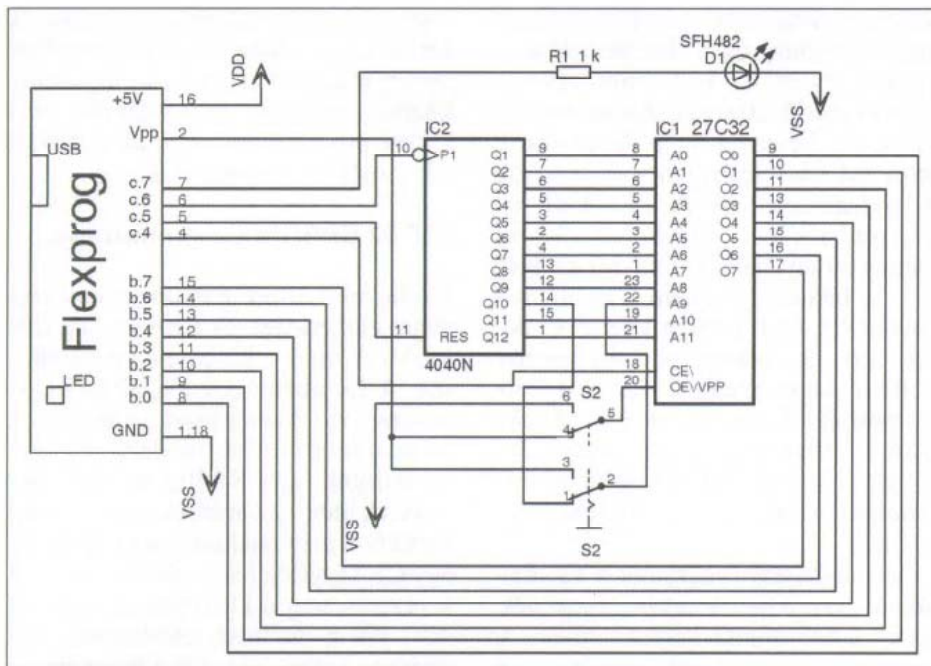 SFH482
D1
R1 1 k
VDD
VSS
+5V 16
Vpp 2
USB
c.7 7
c.6 6
c.5 5
c.4 4
Flexprog
b.7 15
b.6 14
b.5 13
b.4 12
b.3 11
b.2 10
b.1 9
b.0 8
LED
GND 1,18
VSS
IC2
10 P1
11 RES
4040N
Q1 9
Q2 7
Q3 6
Q4 5
Q5 3
Q6 2
Q7 4
Q8 13
Q9 12
Q10 14
Q11 15
Q12 1
IC1 27C32
8 A0
7 A1
6 A2
5 A3
4 A4
3 A5
2 A6
1 A7
23 A8
22 A9
19 A10
21 A11
18 CE\
20 OE\/VPP
O0 9
O1 10
O2 11
O3 13
O4 14
O5 15
O6 16
O7 17
S2
6
5
4
3
2
1
S2
VSS